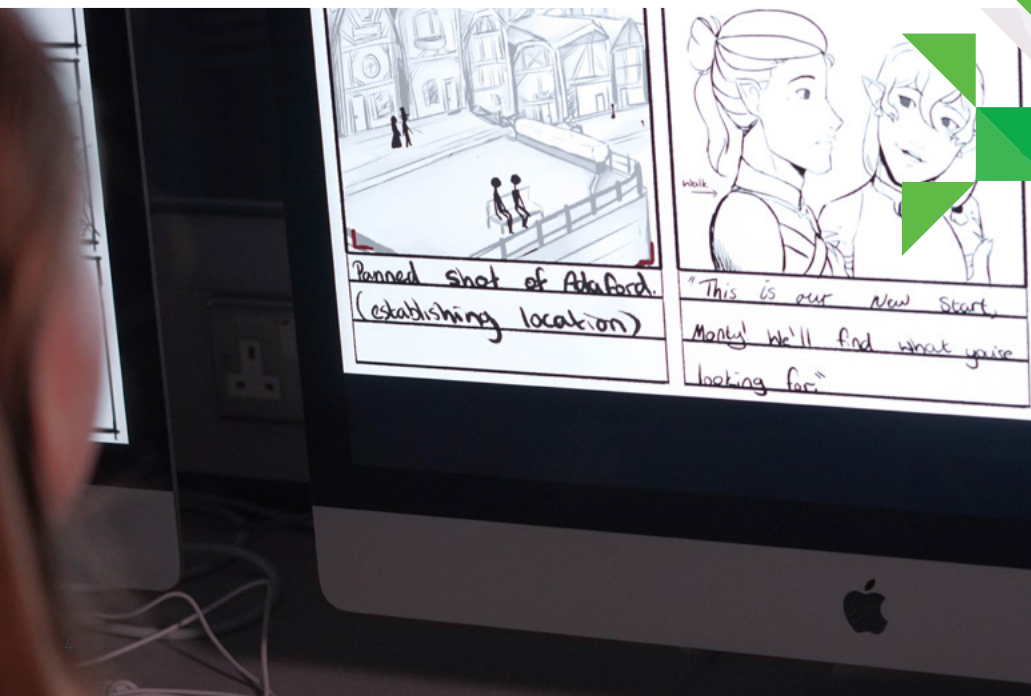 Panned shot of Adaford.
(establishing location)
walk
"This is our New Start,
Monty! We'll find what you're
looking for."
4